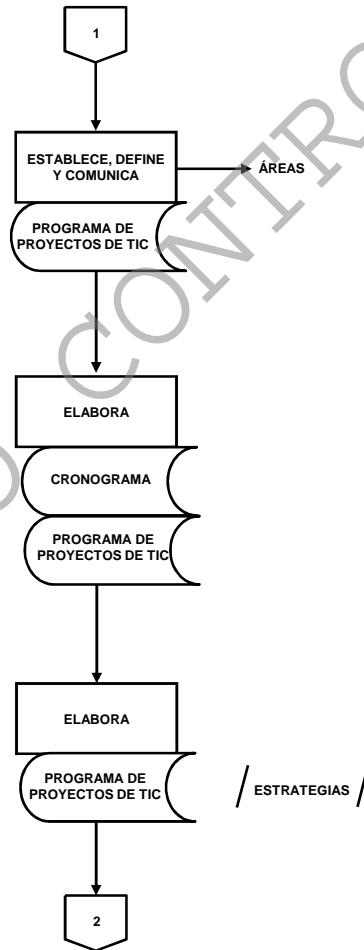 1
ESTABLECE, DEFINE
Y COMUNICA
ÁREAS
PROGRAMA DE
PROYECTOS DE TIC
ELABORA
CRONOGRAMA
PROGRAMA DE
PROYECTOS DE TIC
ELABORA
PROGRAMA DE
PROYECTOS DE TIC
ESTRATEGIAS
2